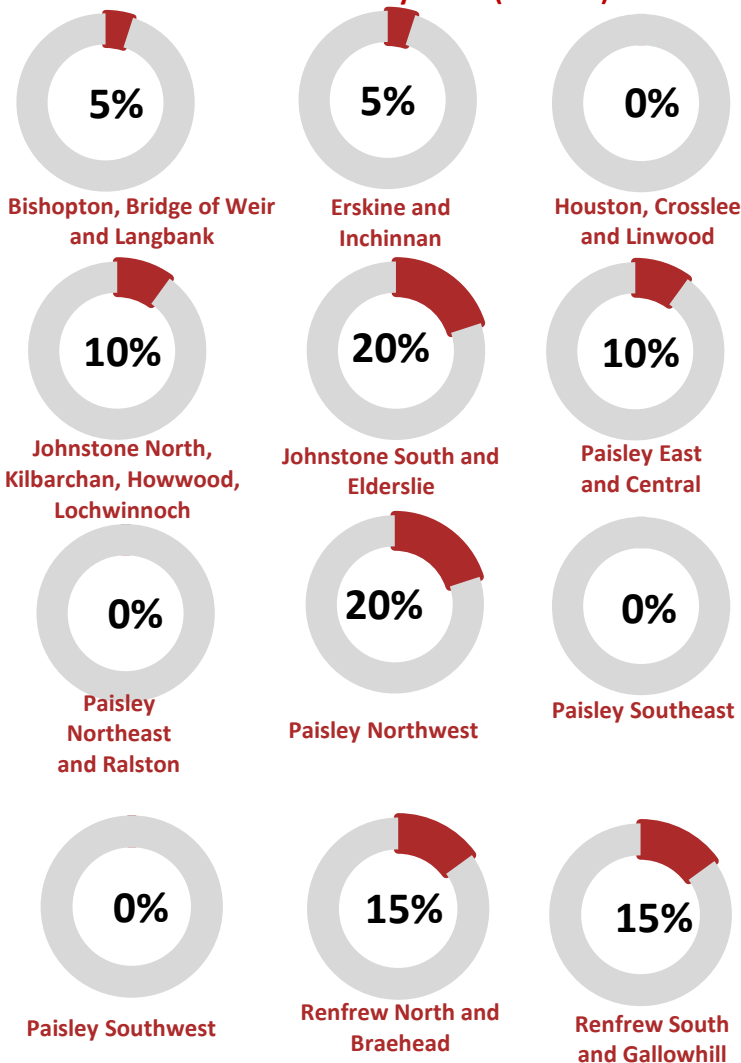 5%
Bishopton, Bridge of Weir
and Langbank
5%
Erskine and
Inchinnan
0%
Houston, Crosslee
and Linwood
10%
Johnstone North,
Kilbarchan, Howwood,
Lochwinnoch
20%
Johnstone South and
Elderslie
10%
Paisley East
and Central
0%
Paisley
Northeast
and Ralston
20%
Paisley Northwest
0%
Paisley Southeast
0%
Paisley Southwest
15%
Renfrew North and
Braehead
15%
Renfrew South
and Gallowhill